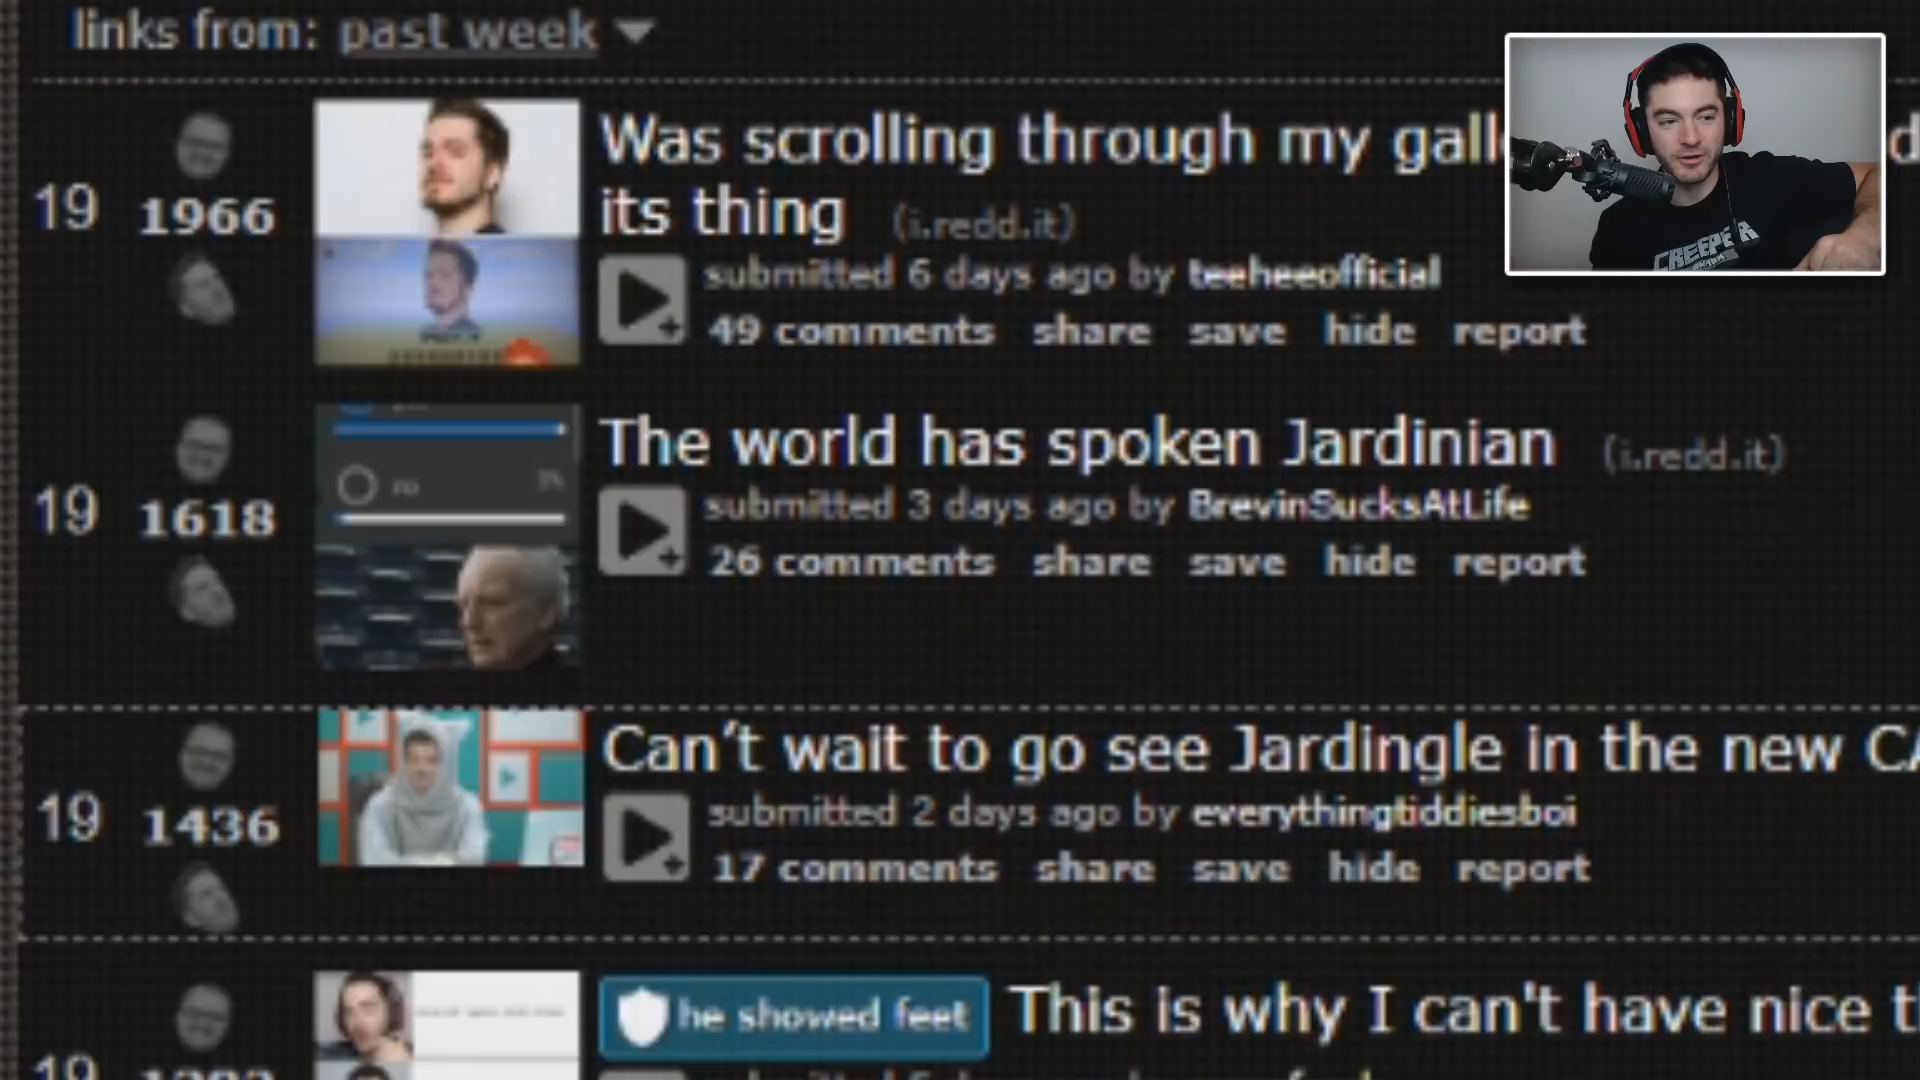 links from: past week
Was scrolling through my gall
its thing (i.redd.it)
19
1966
submitted 6 days ago by teeheeofficial
49 comments share save hide report
CREEPER
The world has spoken Jardinian (i.redd.it)
no 3%
19
1618
submitted 3 days ago by BrevinSucksAtLife
26 comments share save hide report
Can't wait to go see Jardingle in the new CA
19
1436
submitted 2 days ago by everythingtiddiesboi
17 comments share save hide report
he showed feet This is why I can't have nice t
19